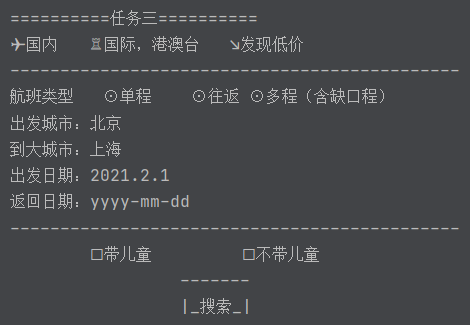 ==========任务三==========
✈国内 ♖国际，港澳台 ↘发现低价
---------------------------------------------
航班类型 ⊙单程 ⊙往返 ⊙多程（含缺口程）
出发城市：北京
到大城市：上海
出发日期：2021.2.1
返回日期：yyyy-mm-dd
---------------------------------------------
□带儿童 □不带儿童
-------
|_搜索_|